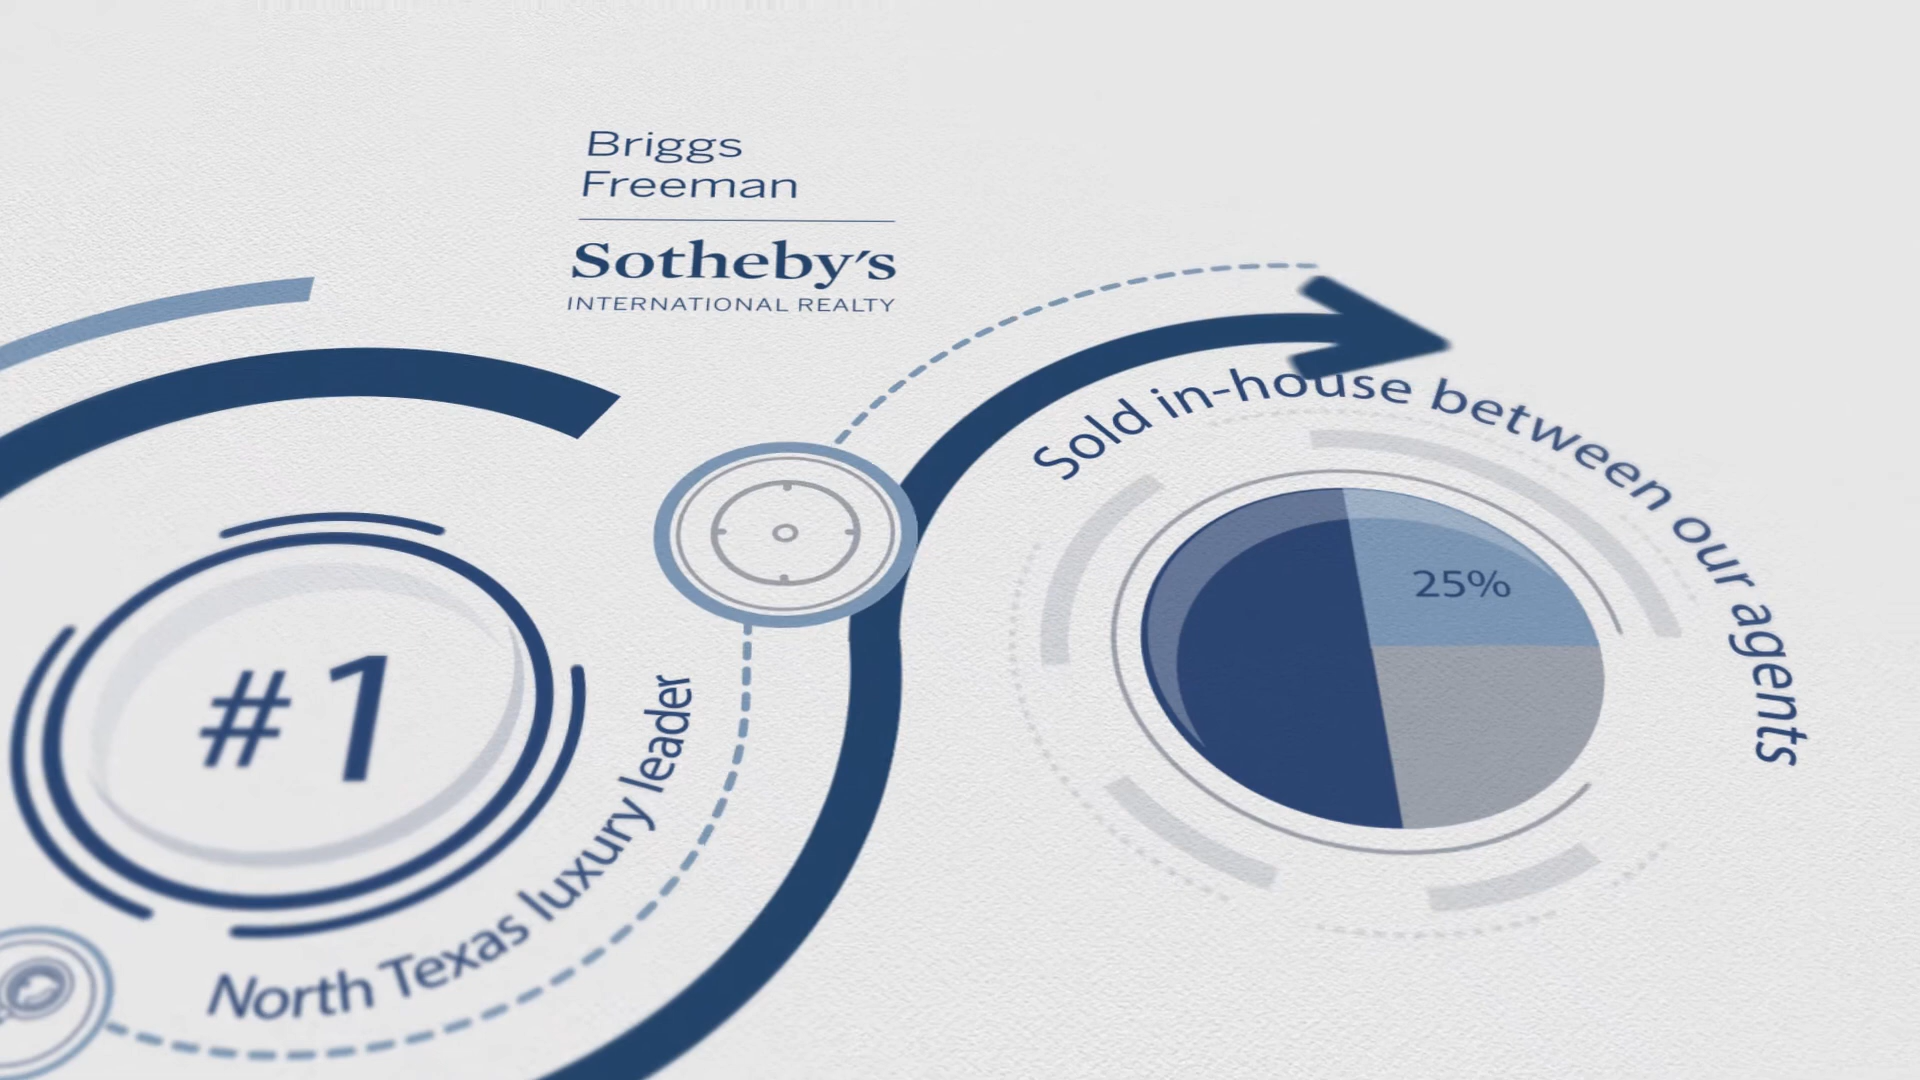 Briggs
Freeman
Sotheby's
INTERNATIONAL REALTY
#1
North Texas luxury leader
Sold in-house between our agents
25%